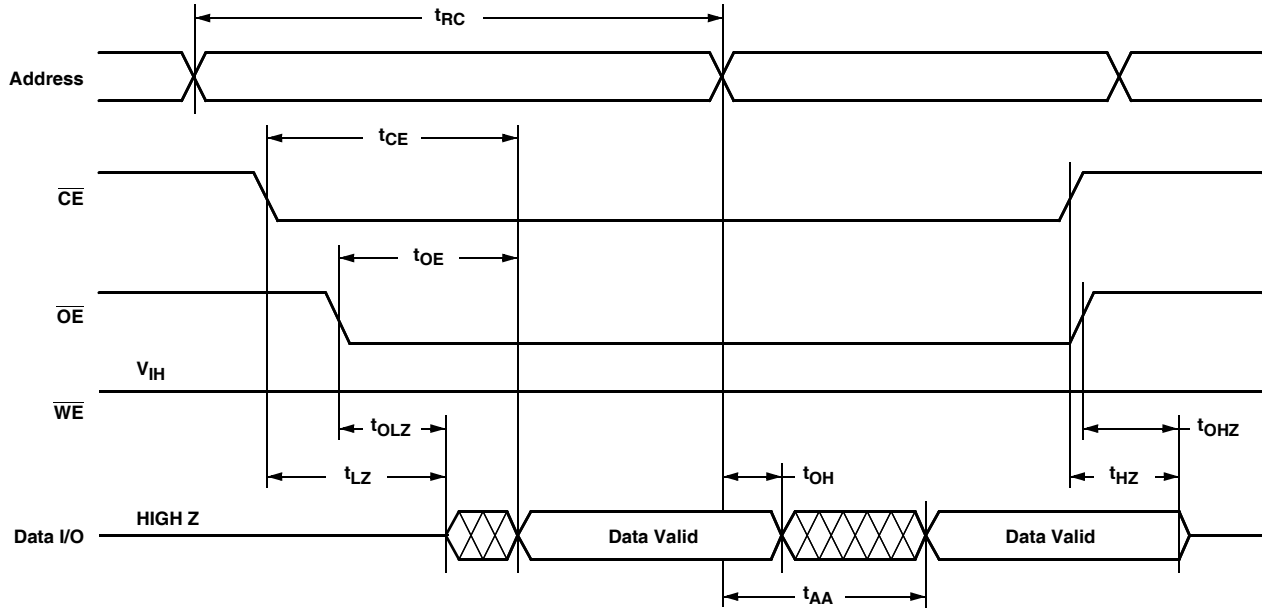 tRC
Address
tCE
CE
tOE
OE
VIH
WE
tOLZ
tOHZ
tLZ
tOH
tHZ
HIGH Z
Data I/O
Data Valid
Data Valid
tAA